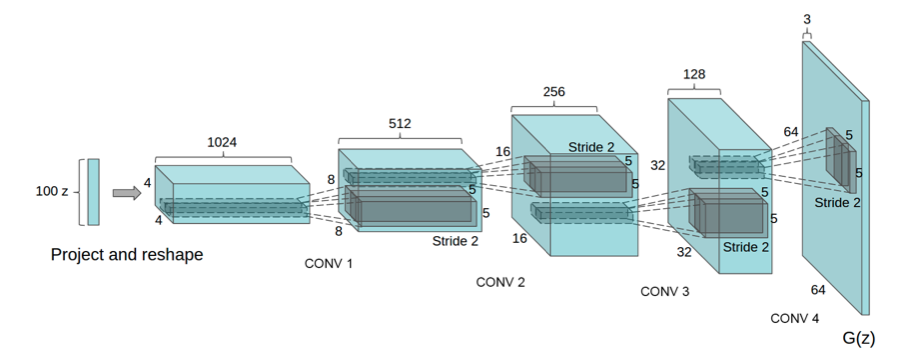 100 z
Project and reshape
1024
4
4
CONV 1
512
8
8
5
5
Stride 2
CONV 2
256
16
16
Stride 2
5
5
CONV 3
128
32
32
5
5
Stride 2
CONV 4
3
64
64
5
5
Stride 2
G(z)